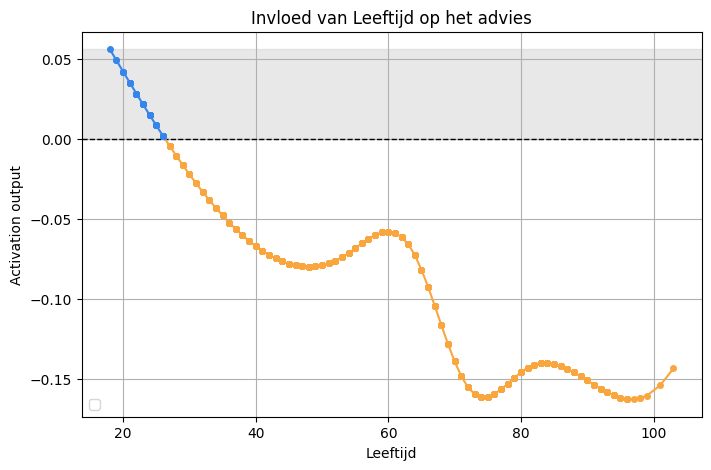 Invloed van Leeftijd op het advies
Activation output
0.05
0.00
−0.05
−0.10
−0.15
20 40 60 80 100
Leeftijd